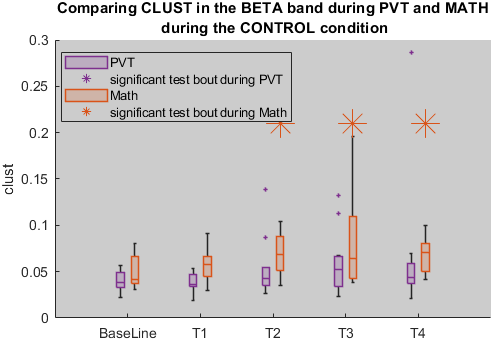 Comparing CLUST in the BETA band during PVT and MATH
during the CONTROL condition
0.3
0.25
0.2
0.15
0.1
0.05
0
clust
PVT
significant test bout during PVT
Math
significant test bout during Math
BaseLine T1 T2 T3 T4